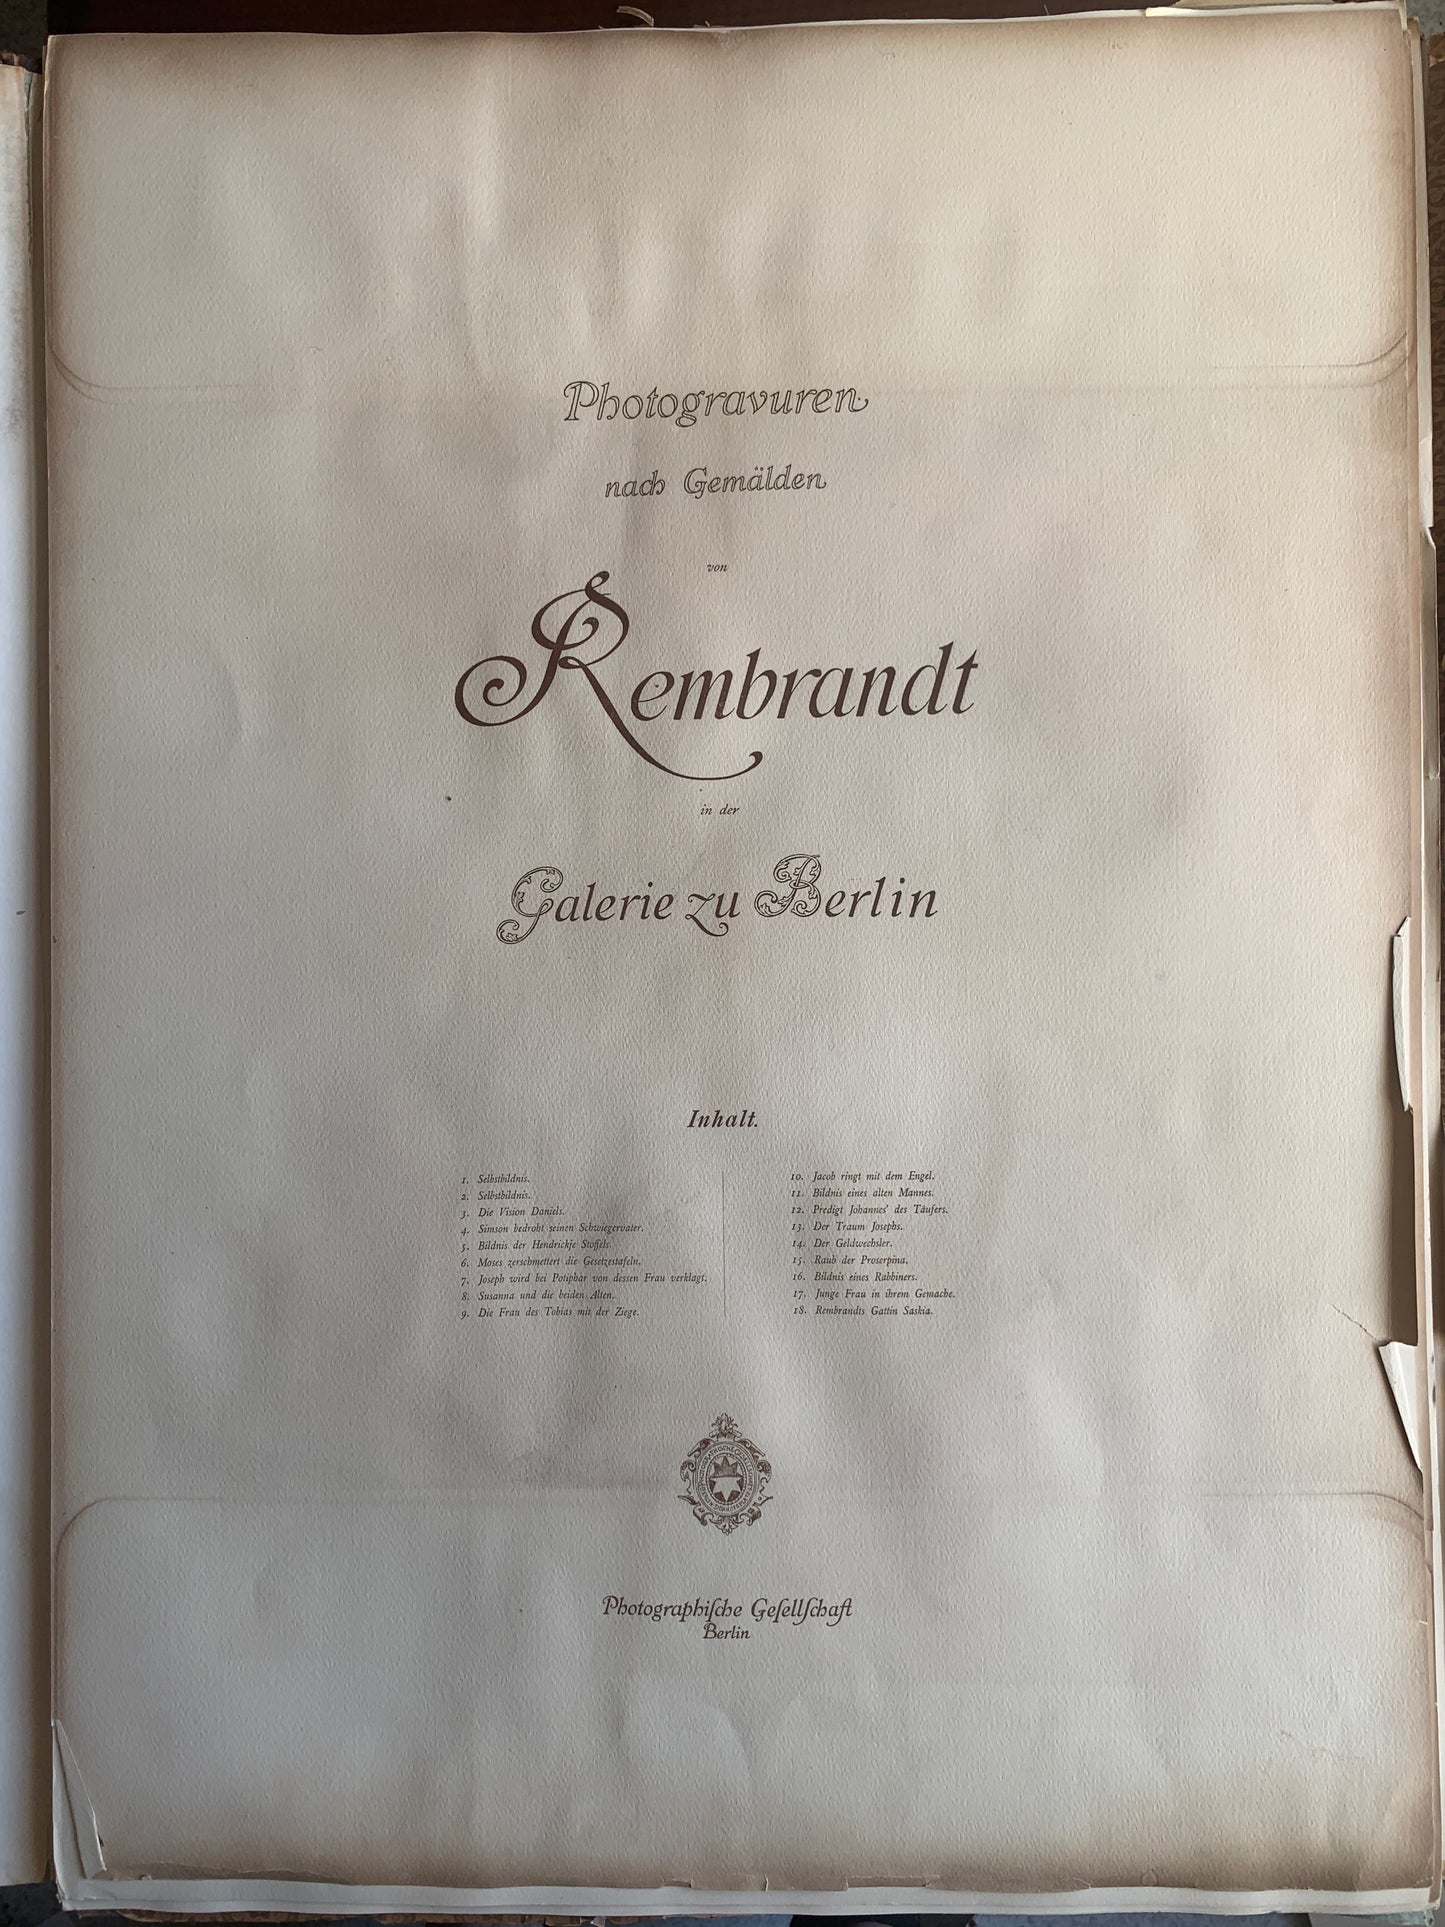 Photogravuren
nach Gemälden
von
Rembrandt
in der
Galerie zu Berlin
Inhalt.
1. Selbstbildnis.
2. Selbstbildnis.
3. Die Vision Daniels.
4. Simson bedroht seinen Schwiegervater.
5. Bildnis der Hendrickje Stoffels.
6. Moses zerschmettert die Gesetzestafeln.
7. Joseph wird bei Potiphar von dessen Frau verklagt.
8. Susanna und die beiden Alten.
9. Die Frau des Tobias mit der Ziege.
10. Jacob ringt mit dem Engel.
11. Bildnis eines alten Mannes.
12. Predigt Johannes' des Täufers.
13. Der Traum Josephs.
14. Der Geldwechsler.
15. Raub der Proserpina.
16. Bildnis eines Rabbiners.
17. Junge Frau in ihrem Gemache.
18. Rembrandts Gattin Saskia.
Photographiſche Geſellſchaft
Berlin